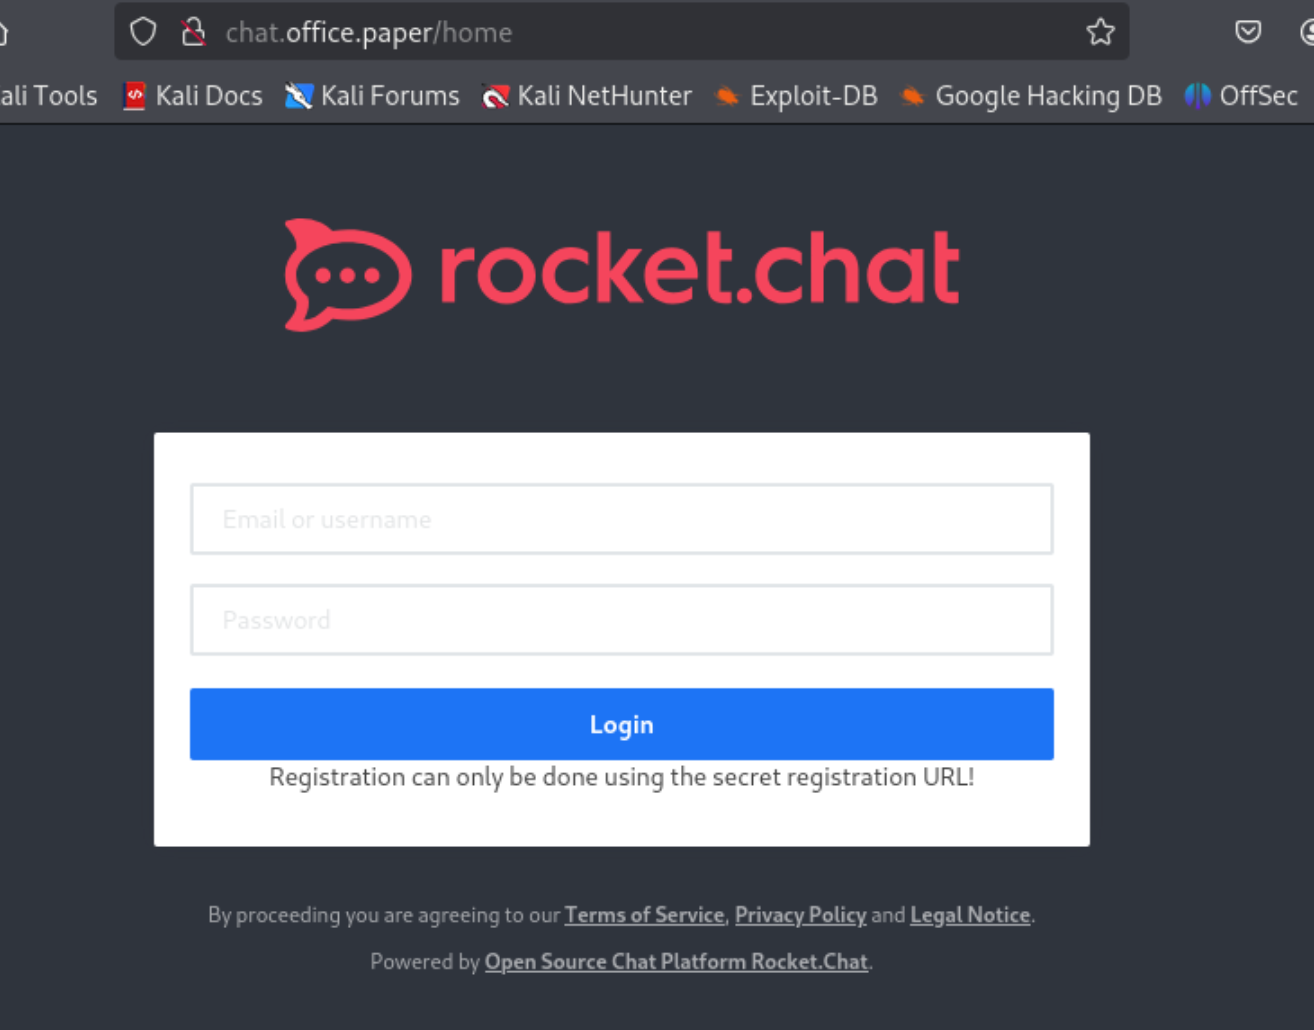 chat.office.paper/home
ali Tools Kali Docs Kali Forums Kali NetHunter Exploit-DB Google Hacking DB OffSec
rocket.chat
Email or username
Password
Login
Registration can only be done using the secret registration URL!
By proceeding you are agreeing to our Terms of Service, Privacy Policy and Legal Notice.
Powered by Open Source Chat Platform Rocket.Chat.